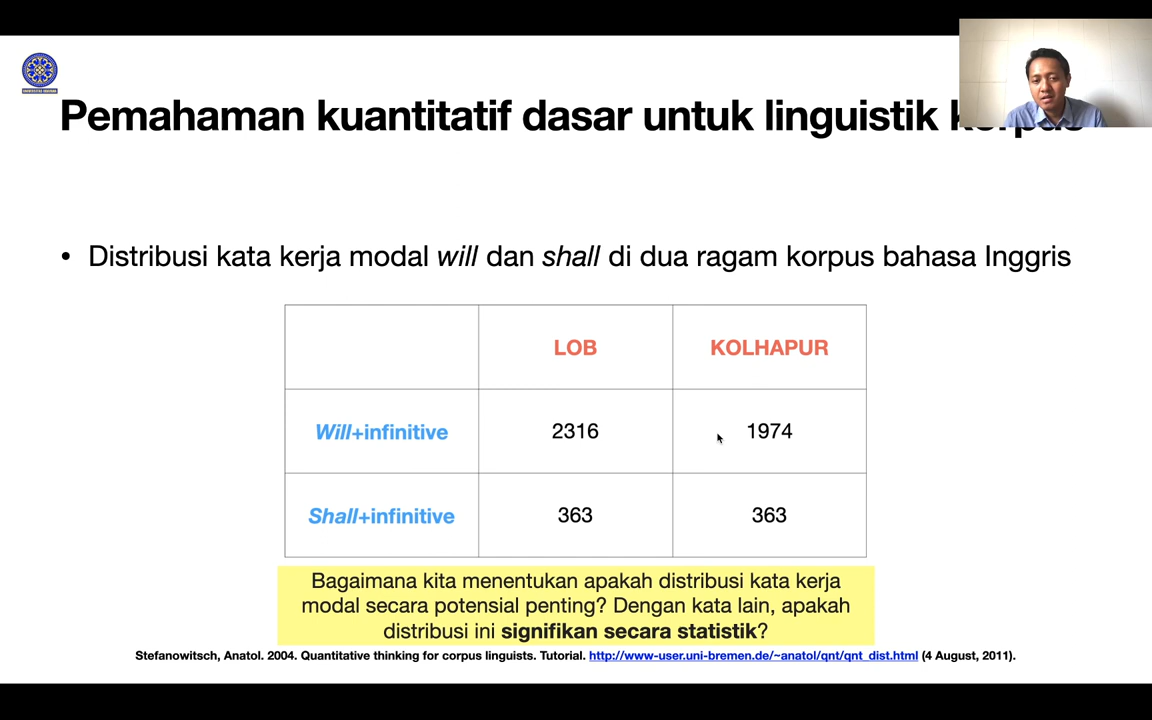 Pemahaman kuantitatif dasar untuk linguistik korpus
• Distribusi kata kerja modal will dan shall di dua ragam korpus bahasa Inggris
LOB KOLHAPUR
Will+infinitive 2316 1974
Shall+infinitive 363 363
Bagaimana kita menentukan apakah distribusi kata kerja
modal secara potensial penting? Dengan kata lain, apakah
distribusi ini signifikan secara statistik?
Stefanowitsch, Anatol. 2004. Quantitative thinking for corpus linguists. Tutorial. http://www-user.uni-bremen.de/~anatol/qnt/qnt_dist.html (4 August, 2011).